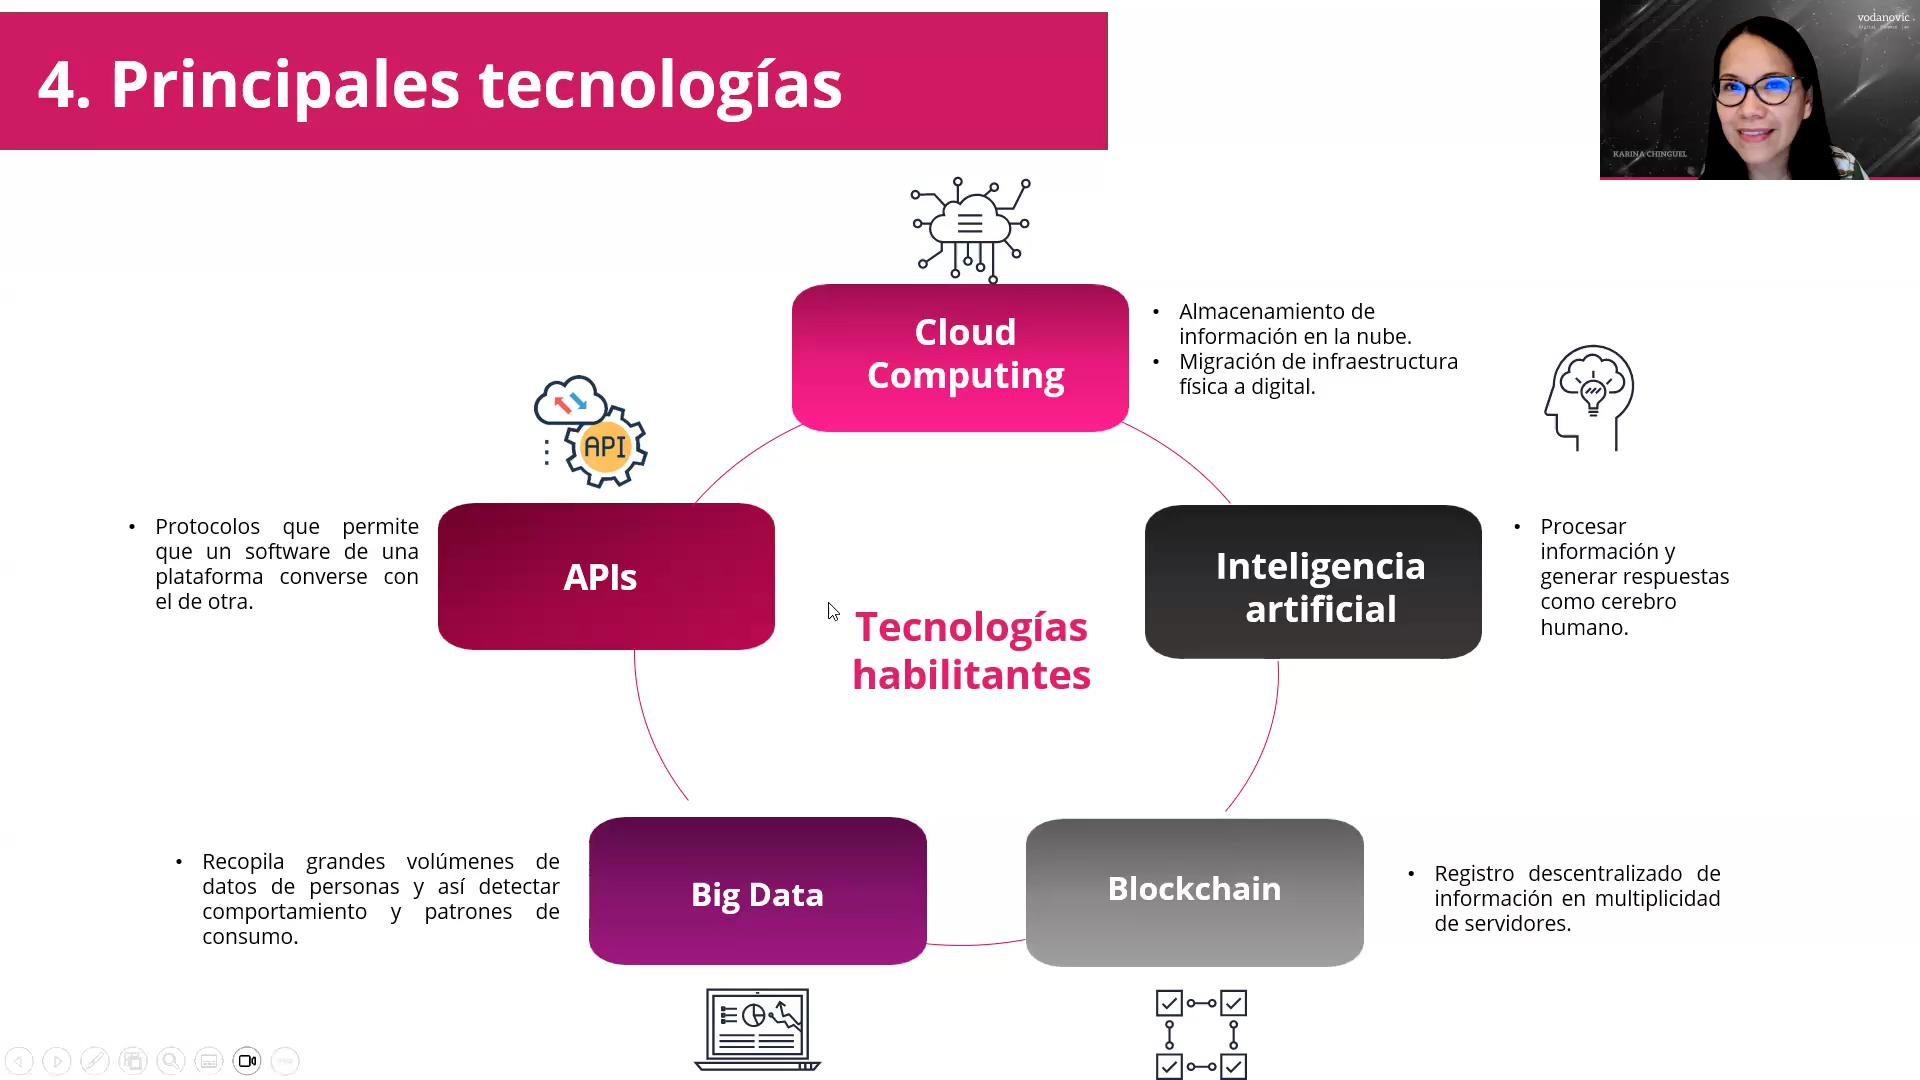 4. Principales tecnologías
vodanovic
KARINA CHINGUEL
Cloud
Computing
• Almacenamiento de
información en la nube.
• Migración de infraestructura
física a digital.
API
APIs
• Protocolos que permite
que un software de una
plataforma converse con
el de otra.
Inteligencia
artificial
• Procesar
información y
generar respuestas
como cerebro
humano.
Tecnologías
habilitantes
Big Data
• Recopila grandes volúmenes de
datos de personas y así detectar
comportamiento y patrones de
consumo.
Blockchain
• Registro descentralizado de
información en multiplicidad
de servidores.